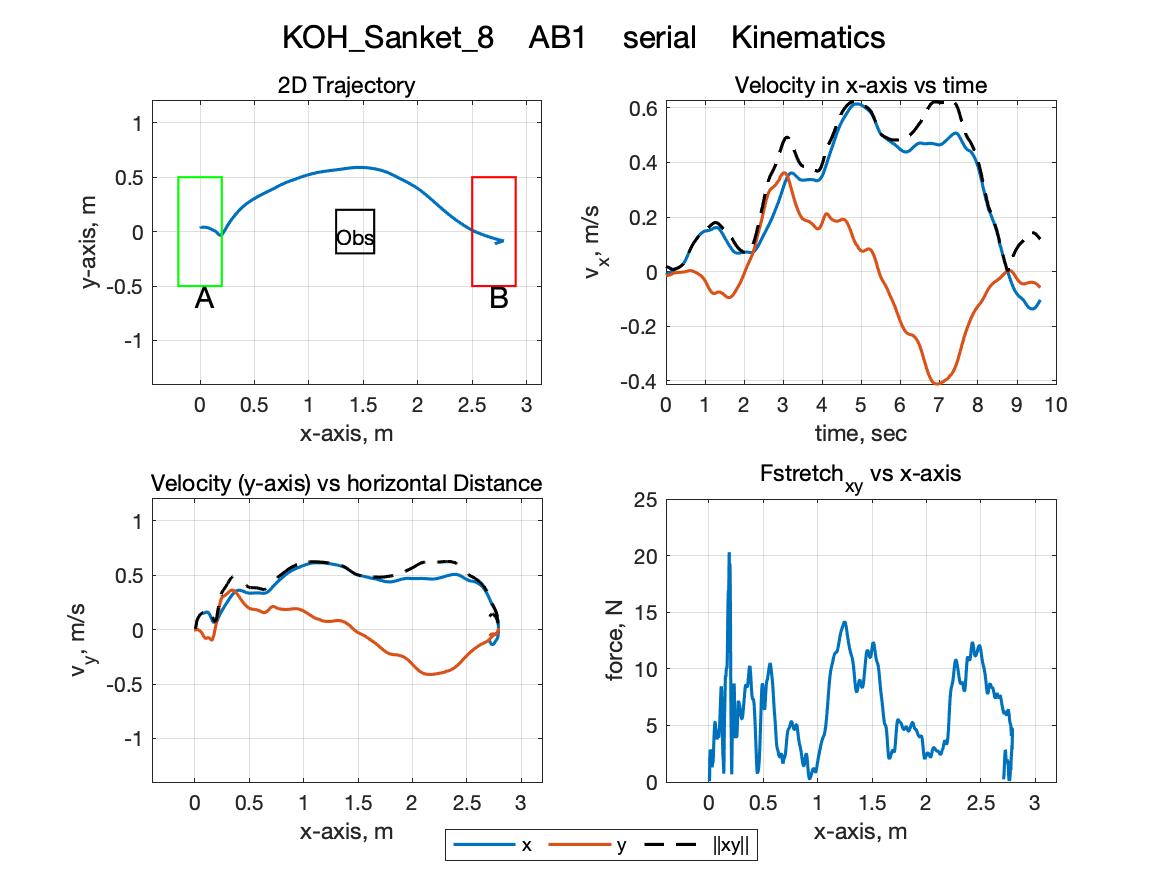 KOH_Sanket_8 AB1 serial Kinematics
2D Trajectory
y-axis, m
1
0.5
0
-0.5
-1
Obs
A
B
0 0.5 1 1.5 2 2.5 3
x-axis, m
Velocity in x-axis vs time
v_x, m/s
0.6
0.4
0.2
0
-0.2
-0.4
0 1 2 3 4 5 6 7 8 9 10
time, sec
Velocity (y-axis) vs horizontal Distance
v_y, m/s
1
0.5
0
-0.5
-1
0 0.5 1 1.5 2 2.5 3
x-axis, m
Fstretch_xy vs x-axis
force, N
25
20
15
10
5
0
0 0.5 1 1.5 2 2.5 3
x-axis, m
x y ||xy||